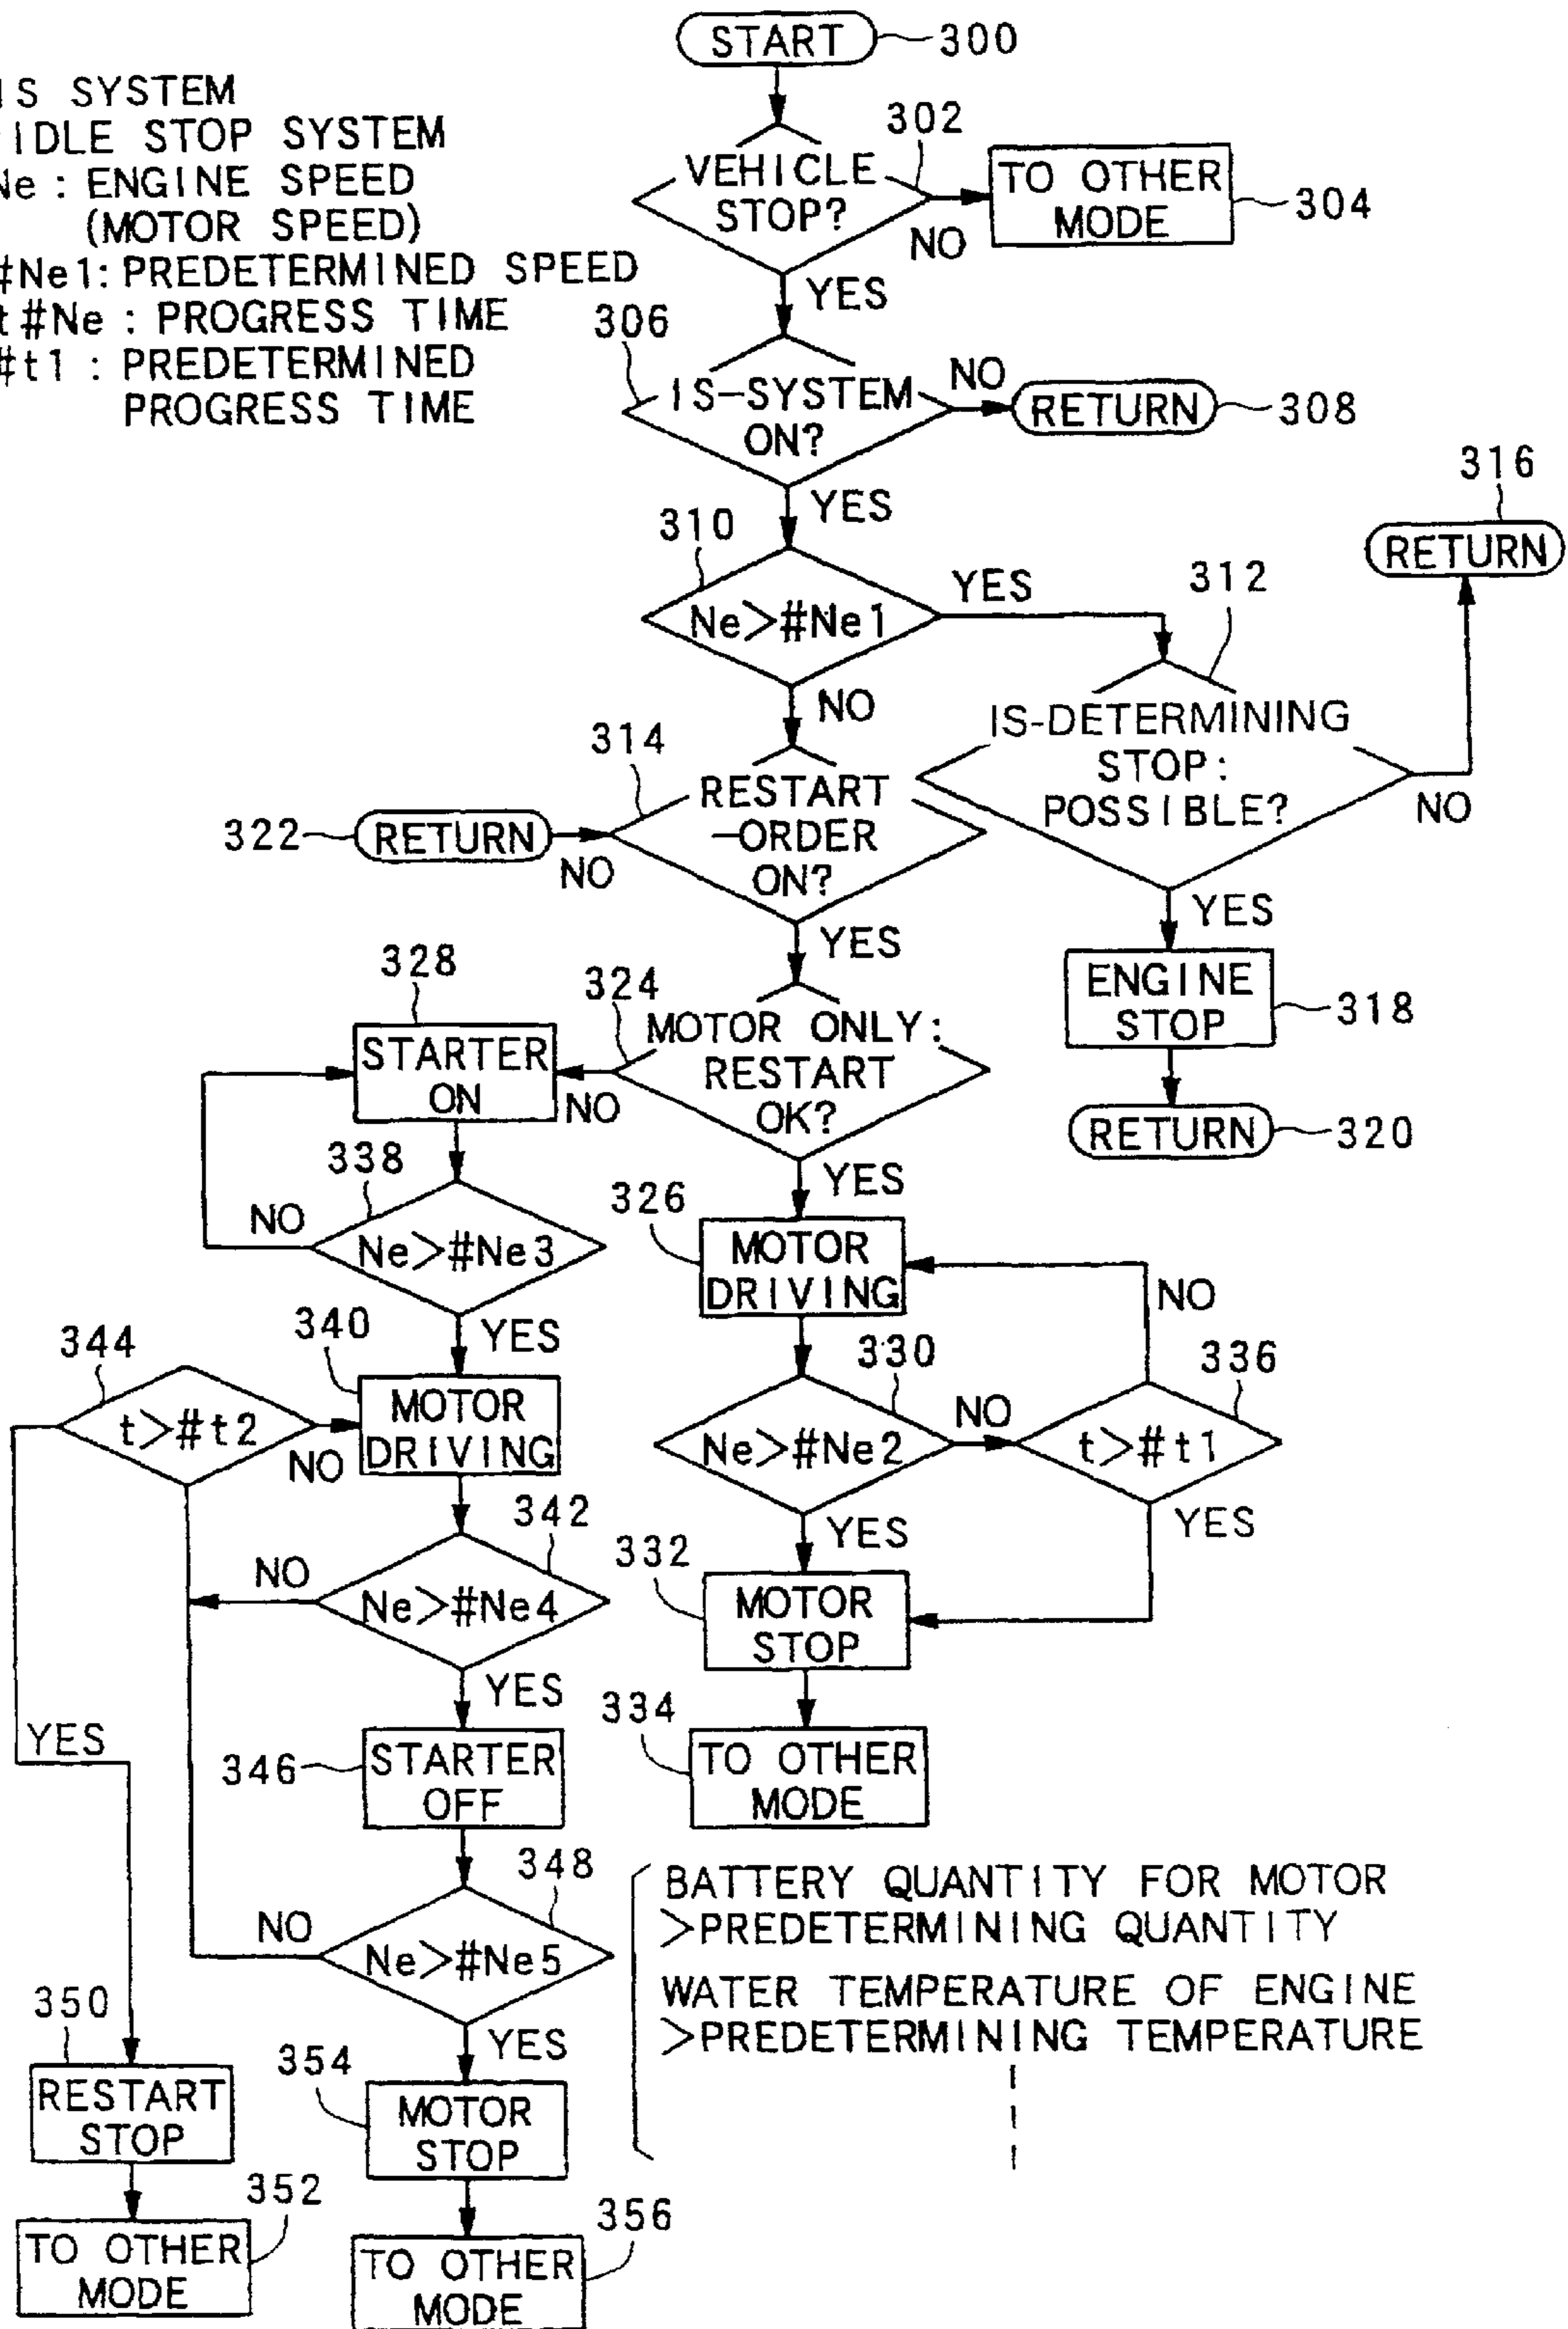 START
300
IS SYSTEM
IDLE STOP SYSTEM
Ne : ENGINE SPEED
(MOTOR SPEED)
#Ne1: PREDETERMINED SPEED
t#Ne : PROGRESS TIME
#t1 : PREDETERMINED
PROGRESS TIME
302
VEHICLE
STOP?
NO
TO OTHER
MODE
304
YES
306
IS-SYSTEM
ON?
NO
RETURN
308
YES
310
Ne>#Ne1
YES
312
316
RETURN
NO
IS-DETERMINING
STOP:
POSSIBLE?
NO
314
RESTART
-ORDER
ON?
322
RETURN
NO
YES
ENGINE
STOP
318
RETURN
320
YES
324
MOTOR ONLY:
RESTART
OK?
328
STARTER
ON
NO
YES
338
Ne>#Ne3
NO
326
MOTOR
DRIVING
NO
YES
330
Ne>#Ne2
NO
336
t>#t1
YES
344
t>#t2
NO
340
MOTOR
DRIVING
YES
332
MOTOR
STOP
342
Ne>#Ne4
NO
YES
334
TO OTHER
MODE
YES
346
STARTER
OFF
348
Ne>#Ne5
NO
BATTERY QUANTITY FOR MOTOR
>PREDETERMINING QUANTITY
WATER TEMPERATURE OF ENGINE
>PREDETERMINING TEMPERATURE
YES
350
RESTART
STOP
354
MOTOR
STOP
352
TO OTHER
MODE
356
TO OTHER
MODE